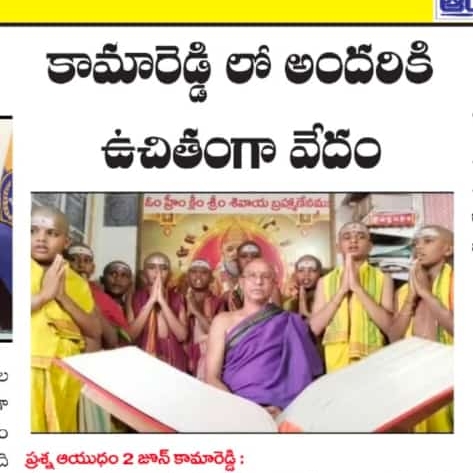 కామారెడ్డి లో అందరికి
ఉచితంగా వేదం
ఓం హ్రీం క్లీం శ్రీం శివాయ బ్రహ్మణేనమః
ప్రశ్న ఆయుధం 2 జూన్ కామారెడ్డి :